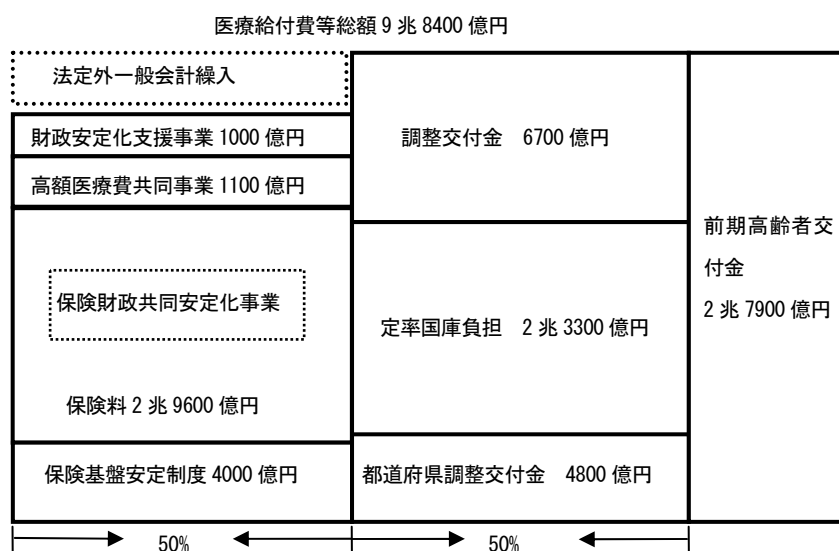 医療給付費等総額 9 兆 8400 億円
法定外一般会計繰入
財政安定化支援事業 1000 億円
高額医療費共同事業 1100 億円
保険財政共同安定化事業
保険料 2 兆 9600 億円
保険基盤安定制度 4000 億円
調整交付金 6700 億円
定率国庫負担 2 兆 3300 億円
都道府県調整交付金 4800 億円
前期高齢者交
付金
2 兆 7900 億円
50%
50%